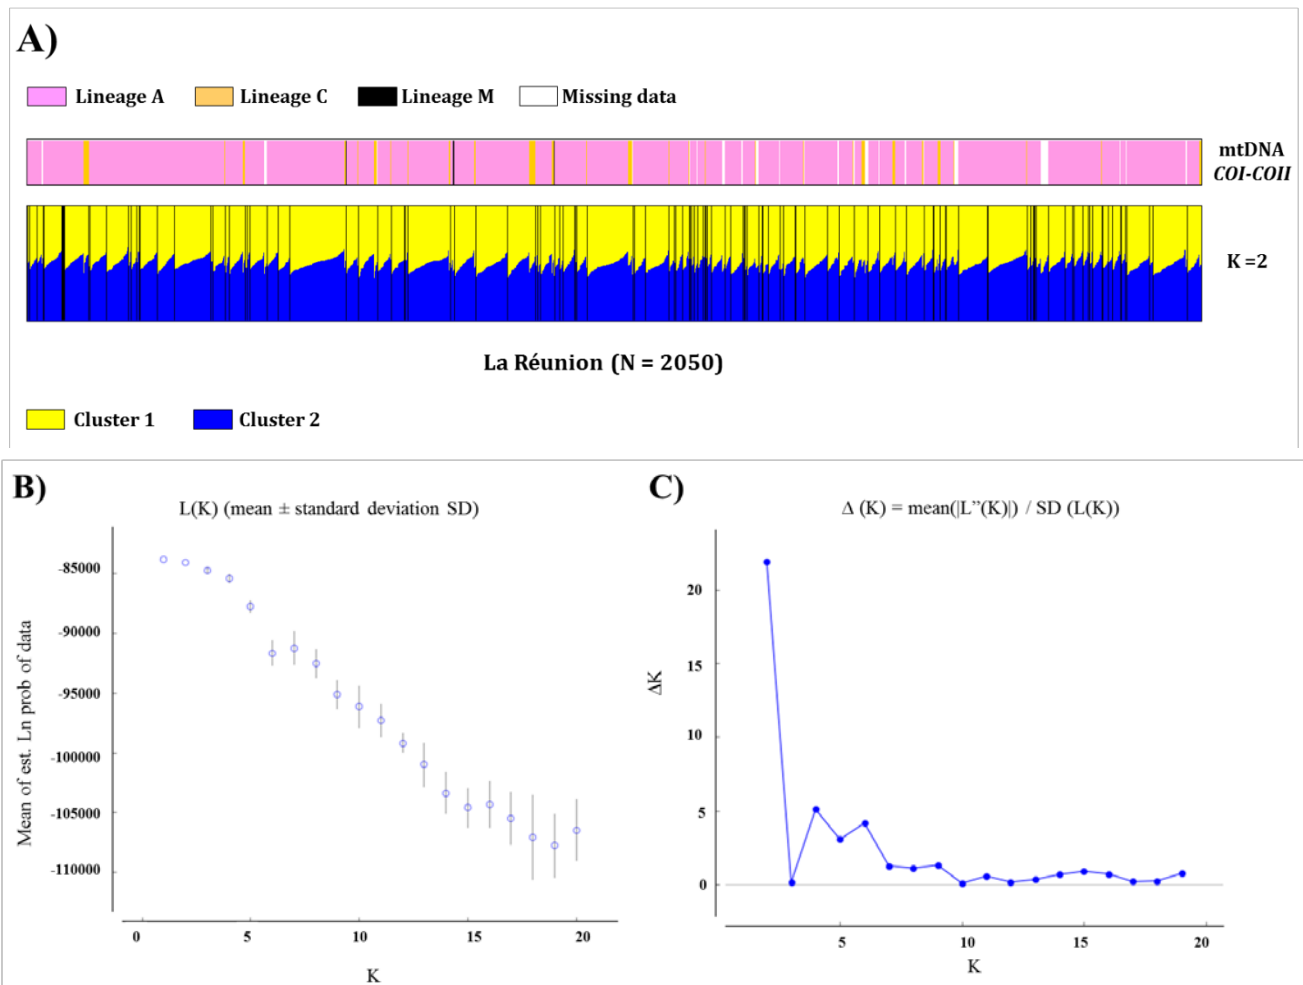 A)
Lineage A Lineage C Lineage M Missing data
mtDNA
COI-COII
K =2
La Réunion (N = 2050)
Cluster 1 Cluster 2
B)
L(K) (mean ± standard deviation SD)
Mean of est. Ln prob of data
-85000
-90000
-95000
-100000
-105000
-110000
0 5 10 15 20
K
C)
Δ (K) = mean(|L”(K)|) / SD (L(K))
ΔK
20
15
10
5
0
5 10 15 20
K